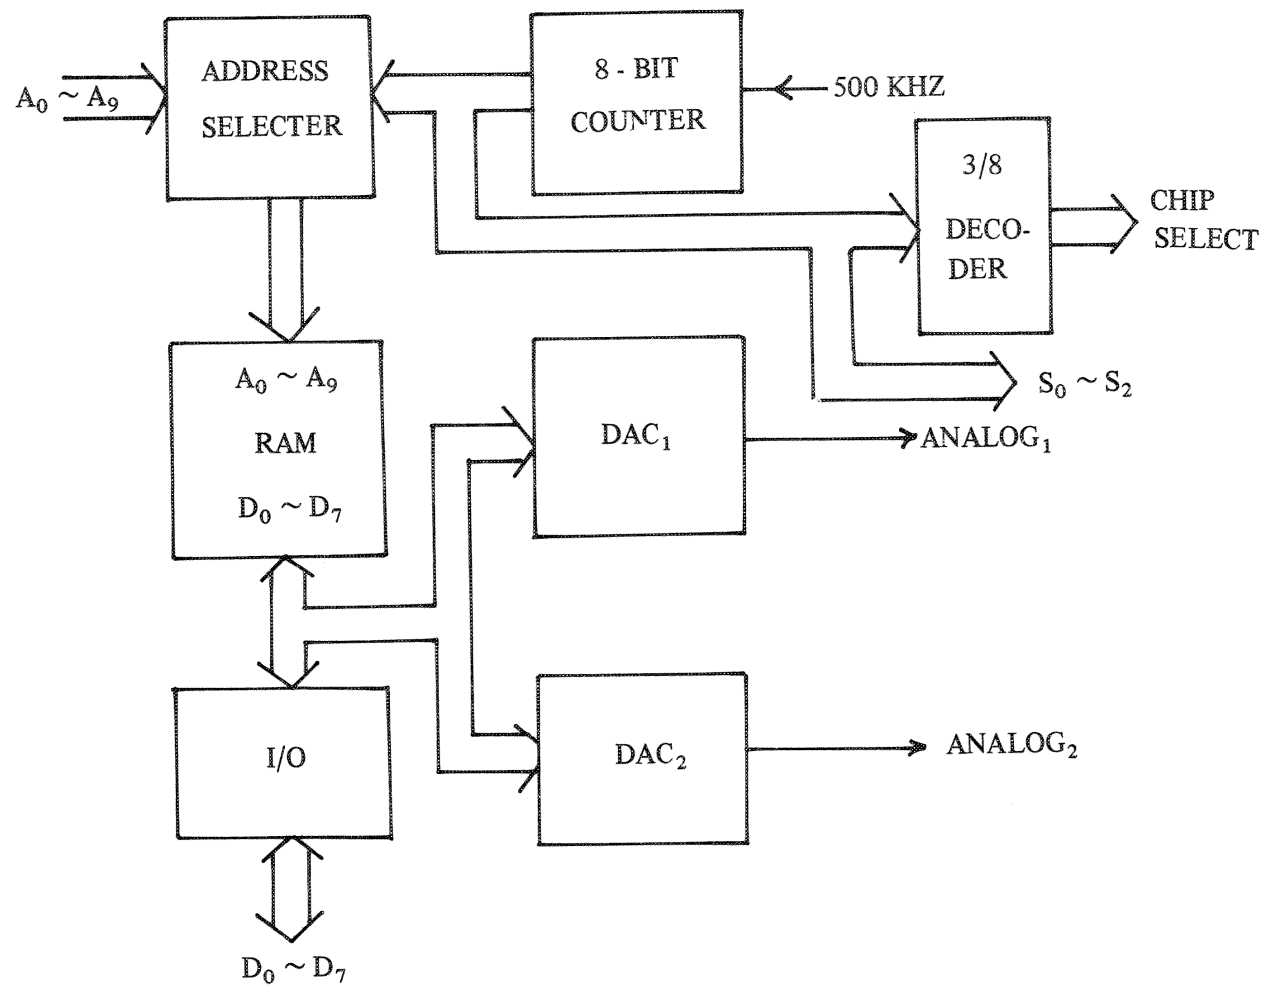 A₀ ~ A₉
ADDRESS
SELECTER
8 - BIT
COUNTER
500 KHZ
3/8
DECO-
DER
CHIP
SELECT
S₀ ~ S₂
A₀ ~ A₉
RAM
D₀ ~ D₇
DAC₁
ANALOG₁
I/O
DAC₂
ANALOG₂
D₀ ~ D₇